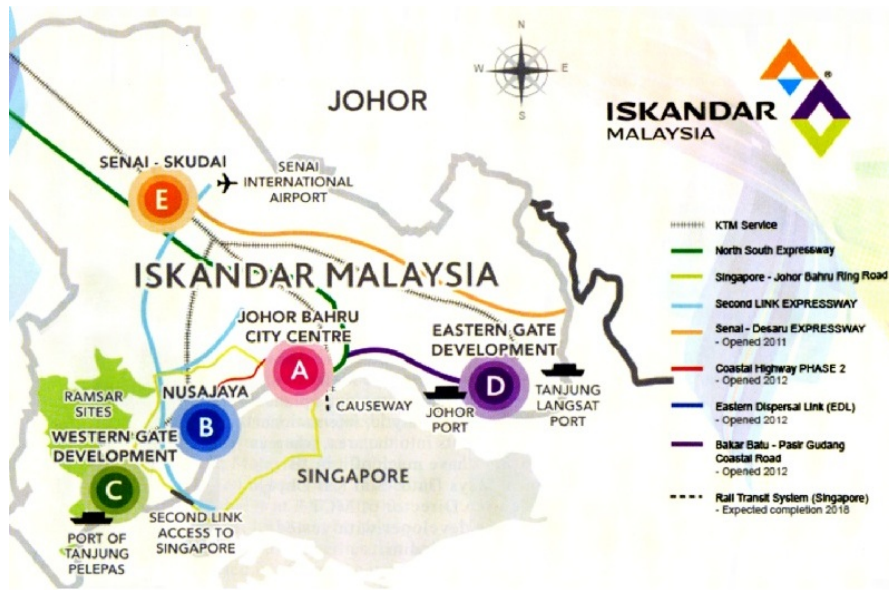 N
W
E
S
JOHOR
ISKANDAR
MALAYSIA
®
SENAI - SKUDAI
E
SENAI
INTERNATIONAL
AIRPORT
ISKANDAR MALAYSIA
JOHOR BAHRU
CITY CENTRE
A
EASTERN GATE
DEVELOPMENT
D
NUSAJAYA
B
RAMSAR
SITES
WESTERN GATE
DEVELOPMENT
C
CAUSEWAY
JOHOR
PORT
TANJUNG
LANGSAT
PORT
SINGAPORE
SECOND LINK
ACCESS TO
SINGAPORE
PORT OF
TANJUNG
PELEPAS
KTM Service
North South Expressway
Singapore - Johor Bahru Ring Road
Second LINK EXPRESSWAY
Senai - Desaru EXPRESSWAY
- Opened 2011
Coastal Highway PHASE 2
- Opened 2012
Eastern Dispersal Link (EDL)
- Opened 2012
Bakar Batu - Pasir Gudang
Coastal Road
- Opened 2012
Rail Transit System (Singapore)
- Expected completion 2018